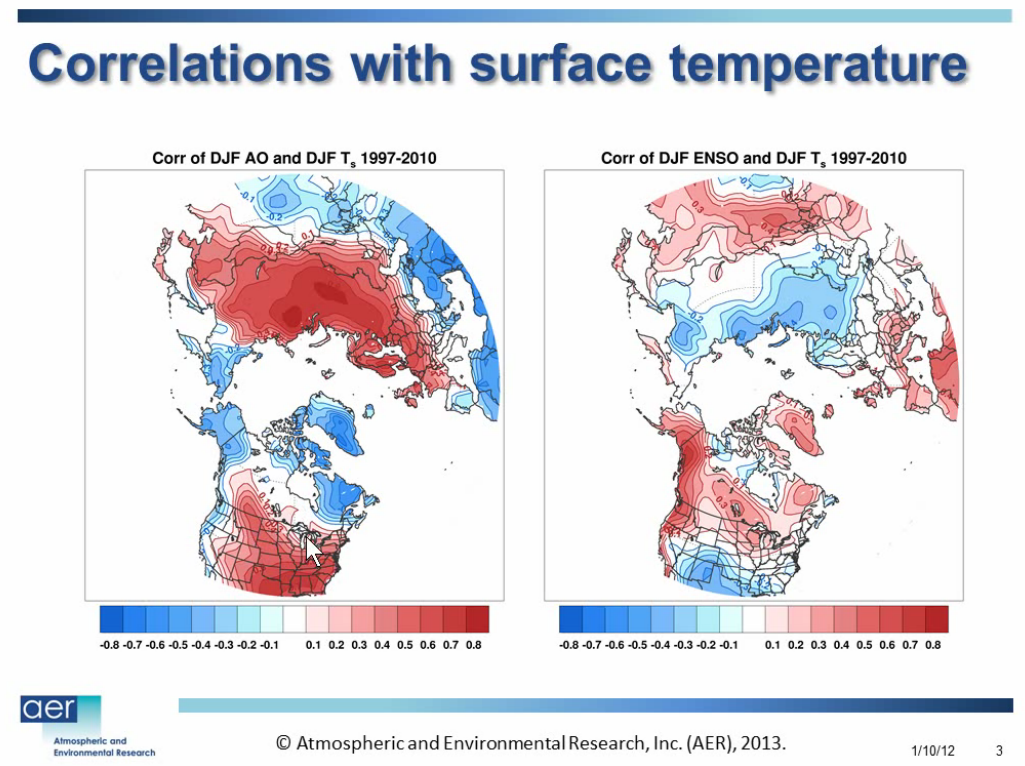 Correlations with surface temperature
Corr of DJF AO and DJF Ts 1997-2010
Corr of DJF ENSO and DJF Ts 1997-2010
-0.8 -0.7 -0.6 -0.5 -0.4 -0.3 -0.2 -0.1 0.1 0.2 0.3 0.4 0.5 0.6 0.7 0.8
-0.8 -0.7 -0.6 -0.5 -0.4 -0.3 -0.2 -0.1 0.1 0.2 0.3 0.4 0.5 0.6 0.7 0.8
aer
Atmospheric and
Environmental Research
© Atmospheric and Environmental Research, Inc. (AER), 2013.
1/10/12
3